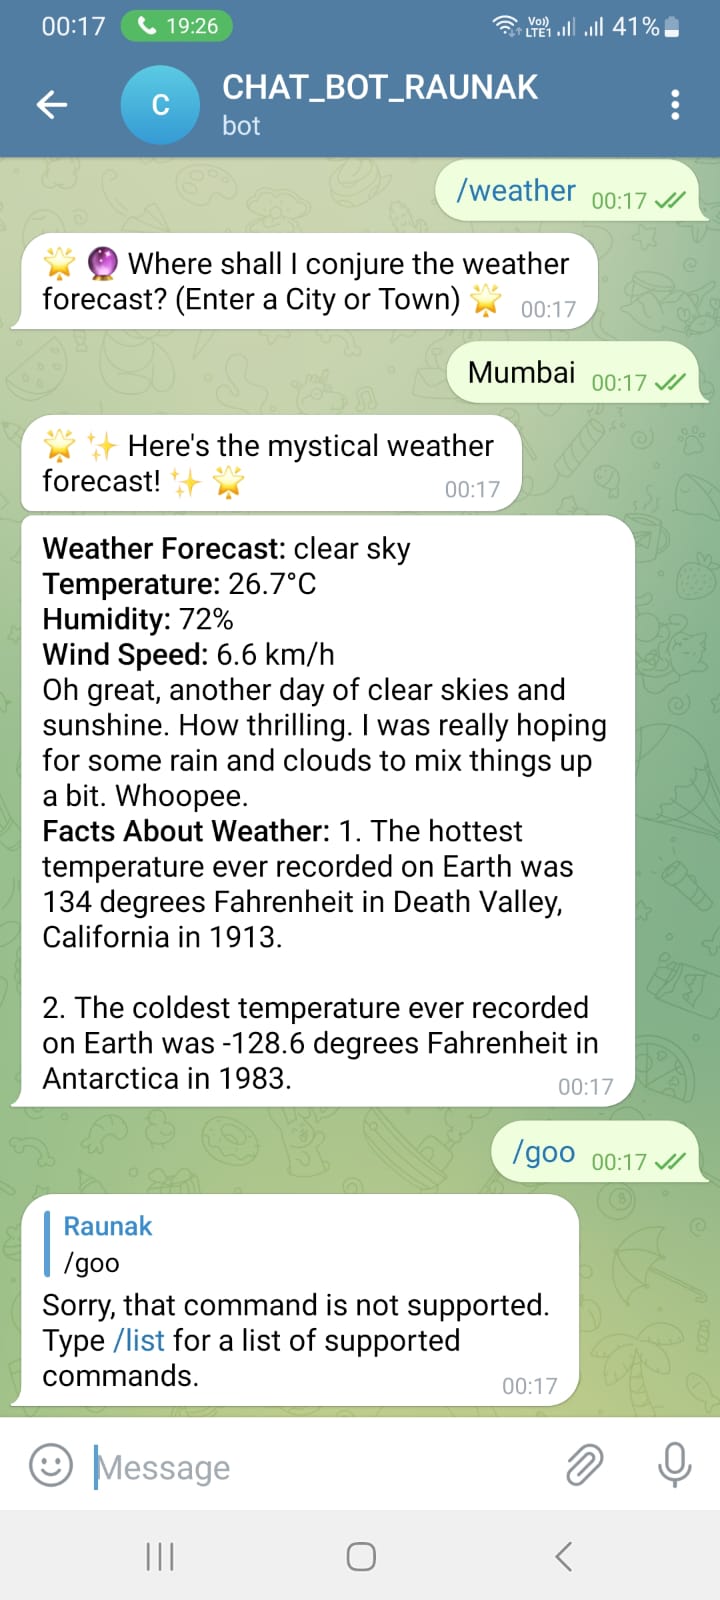 00:17 19:26 Vo)) LTE1 41%
C
CHAT_BOT_RAUNAK
bot
/weather 00:17
🌟 🔮 Where shall I conjure the weather
forecast? (Enter a City or Town) 🌟 00:17
Mumbai 00:17
🌟 ✨ Here's the mystical weather
forecast! ✨ 🌟 00:17
Weather Forecast: clear sky
Temperature: 26.7°C
Humidity: 72%
Wind Speed: 6.6 km/h
Oh great, another day of clear skies and
sunshine. How thrilling. I was really hoping
for some rain and clouds to mix things up
a bit. Whoopee.
Facts About Weather: 1. The hottest
temperature ever recorded on Earth was
134 degrees Fahrenheit in Death Valley,
California in 1913.
2. The coldest temperature ever recorded
on Earth was -128.6 degrees Fahrenheit in
Antarctica in 1983. 00:17
/goo 00:17
Raunak
/goo
Sorry, that command is not supported.
Type /list for a list of supported
commands. 00:17
Message